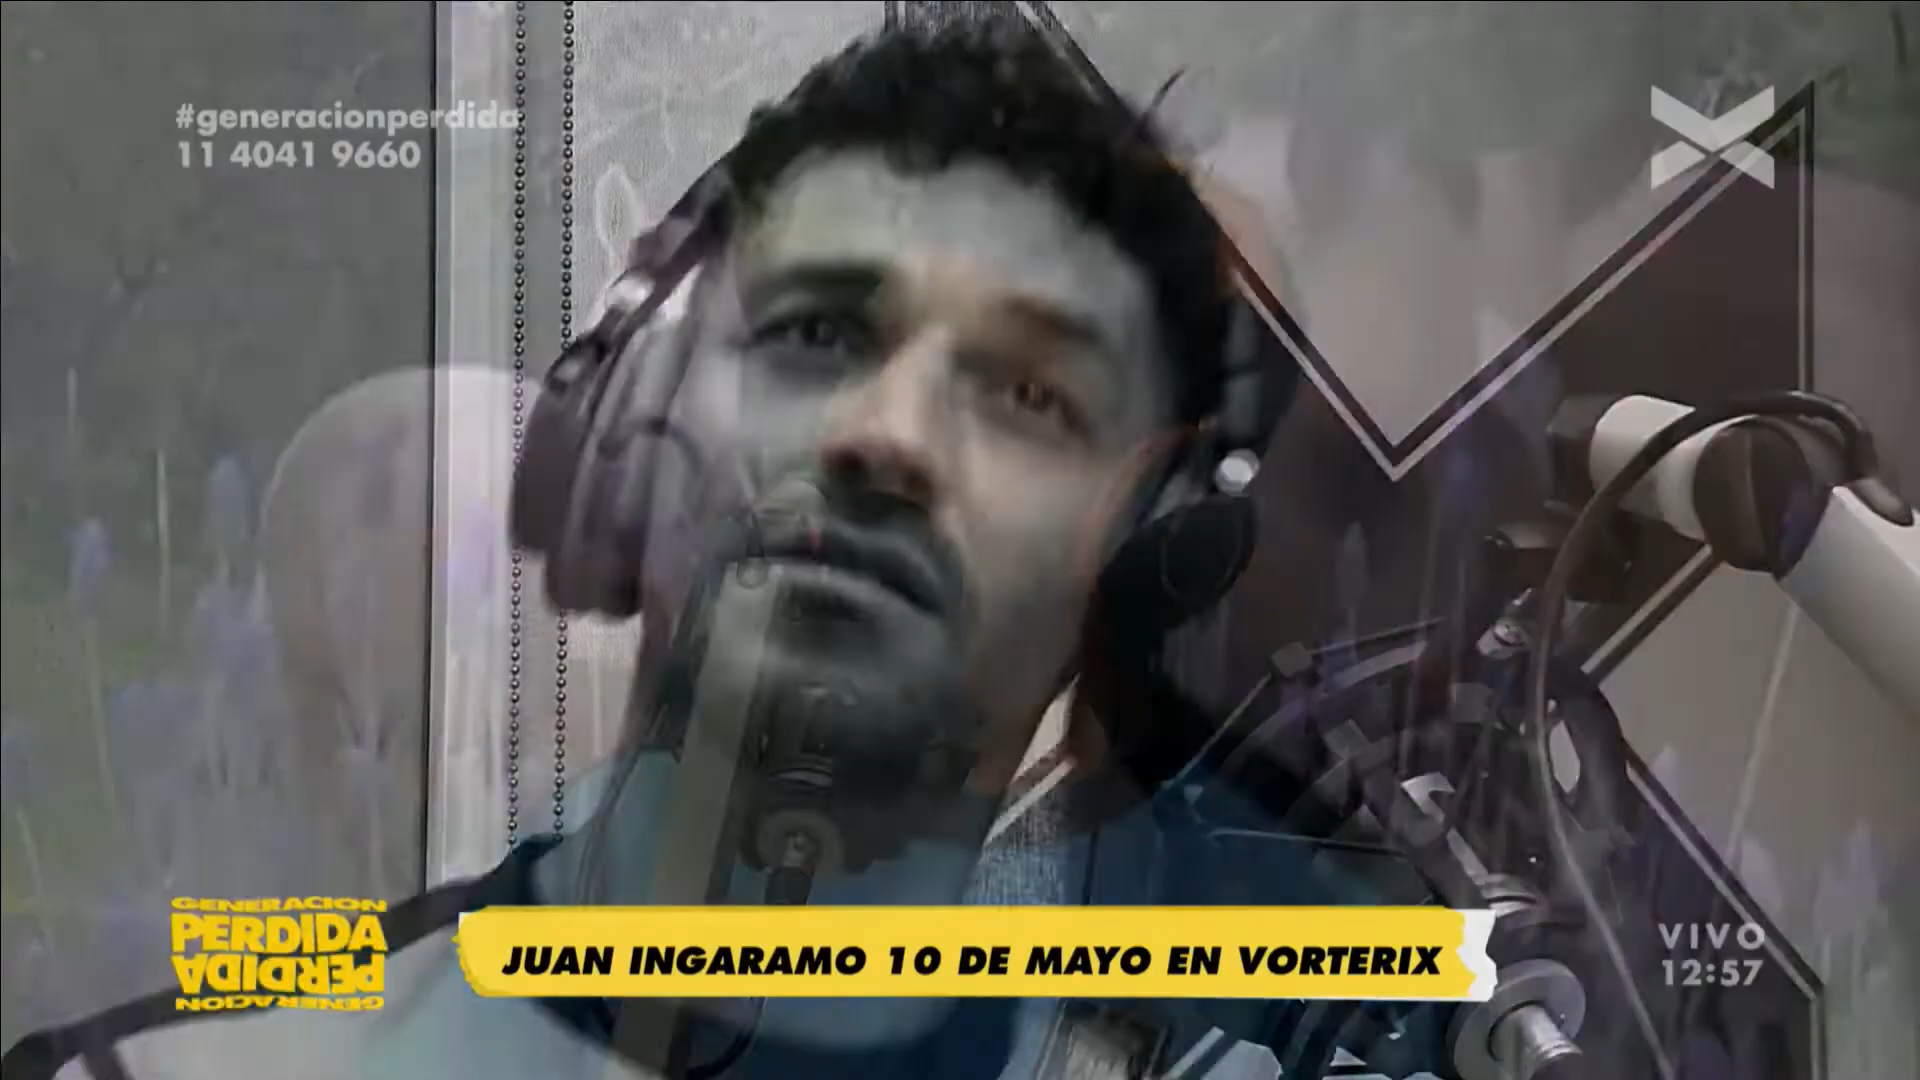 #generacionperdida
11 4041 9660
GENERACION
PERDIDA
PERDIDA
GENERACION
JUAN INGARAMO 10 DE MAYO EN VORTERIX
VIVO
12:57